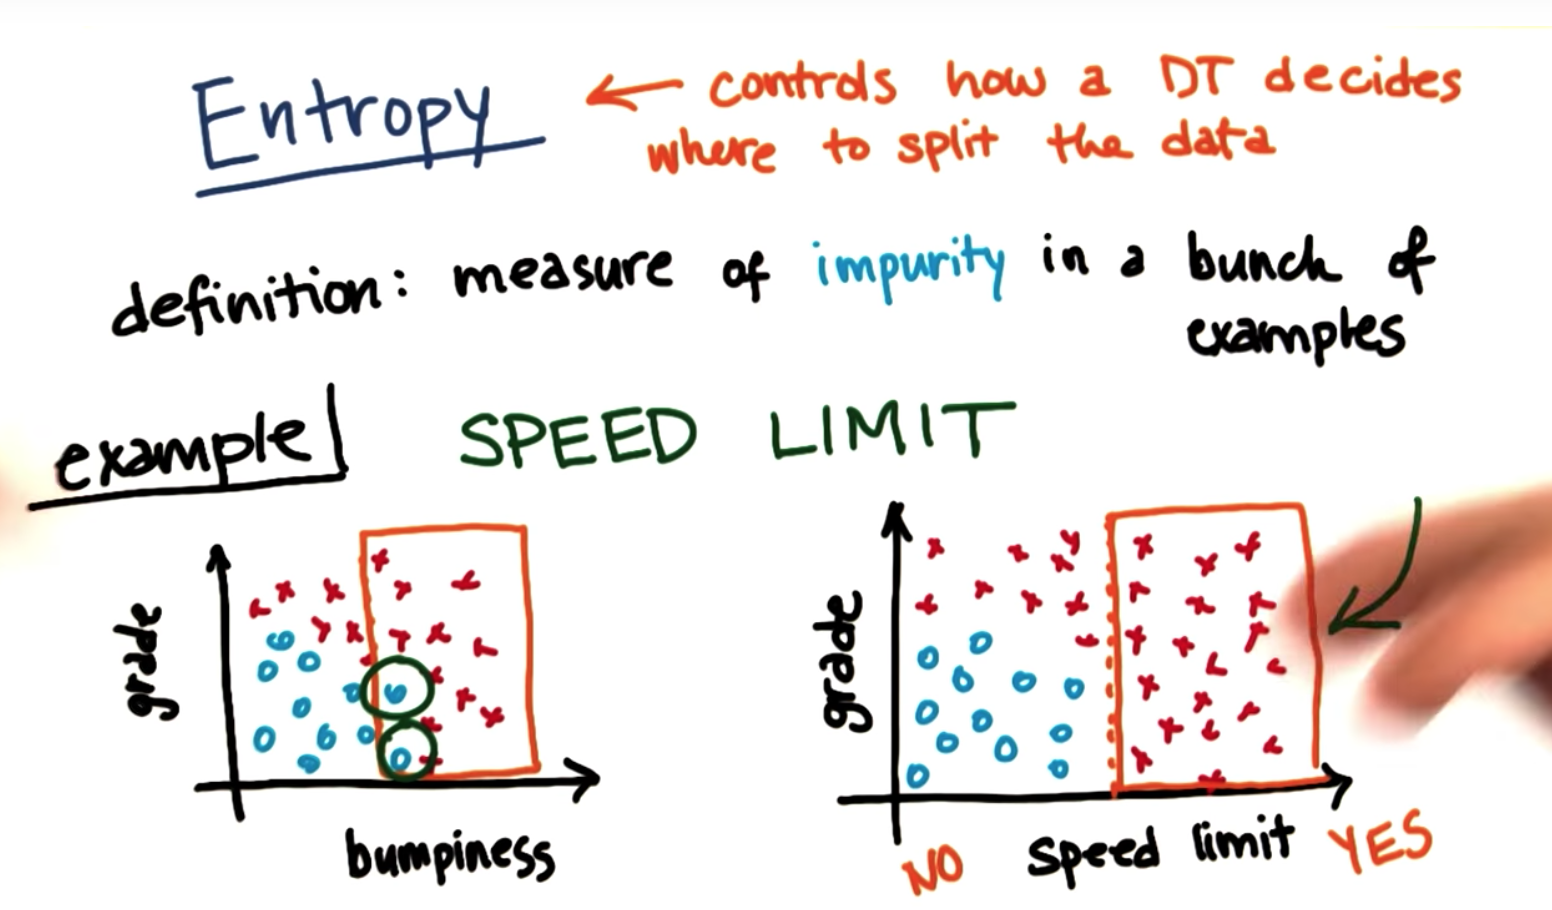 Entropy
controls how a DT decides
where to split the data
definition: measure of impurity in a bunch of
examples
example
SPEED LIMIT
grade
bumpiness
grade
NO
speed limit
YES